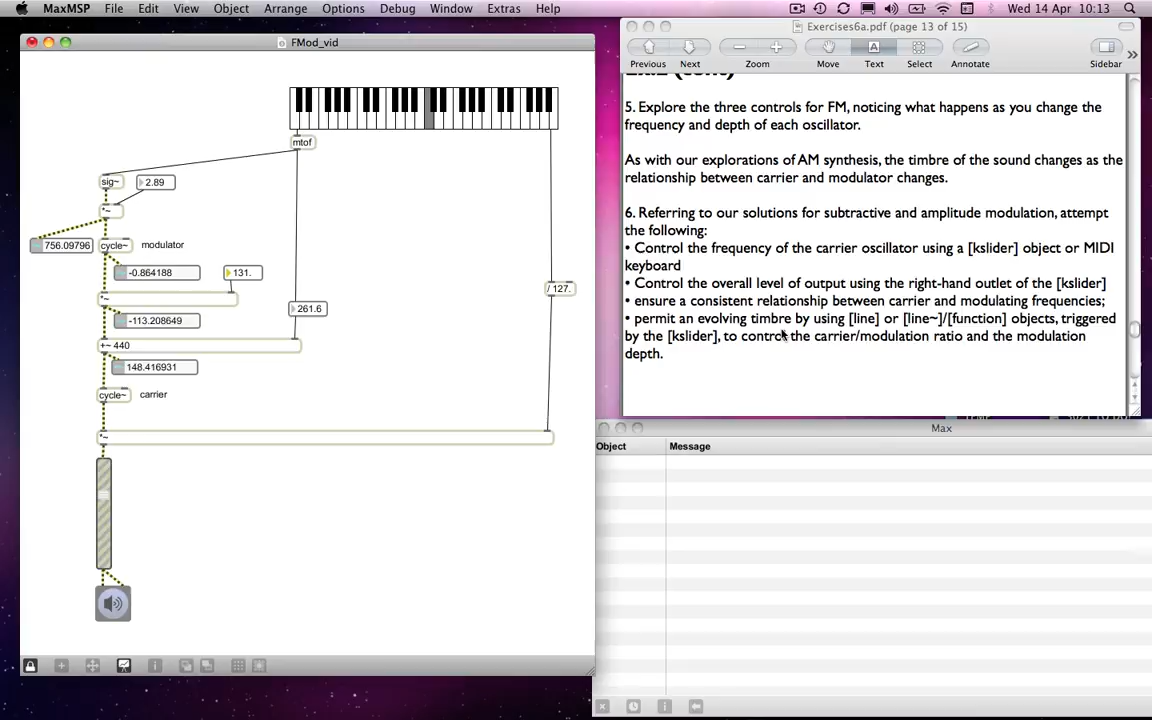 MaxMSP File Edit View Object Arrange Options Debug Window Extras Help Wed 14 Apr 10:13
FMod_vid
mtof
sig~ 2.89
*~
756.09796 cycle~ modulator
-0.864188 131.
*~
/ 127.
261.6
-113.208649
+~ 440
148.416931
cycle~ carrier
*~
Exercises6a.pdf (page 13 of 15)
Previous Next Zoom Move Text Select Annotate Sidebar
5. Explore the three controls for FM, noticing what happens as you change the
frequency and depth of each oscillator.
As with our explorations of AM synthesis, the timbre of the sound changes as the
relationship between carrier and modulator changes.
6. Referring to our solutions for subtractive and amplitude modulation, attempt
the following:
• Control the frequency of the carrier oscillator using a [kslider] object or MIDI
keyboard
• Control the overall level of output using the right-hand outlet of the [kslider]
• ensure a consistent relationship between carrier and modulating frequencies;
• permit an evolving timbre by using [line] or [line~]/[function] objects, triggered
by the [kslider], to control the carrier/modulation ratio and the modulation
depth.
Max
Object Message